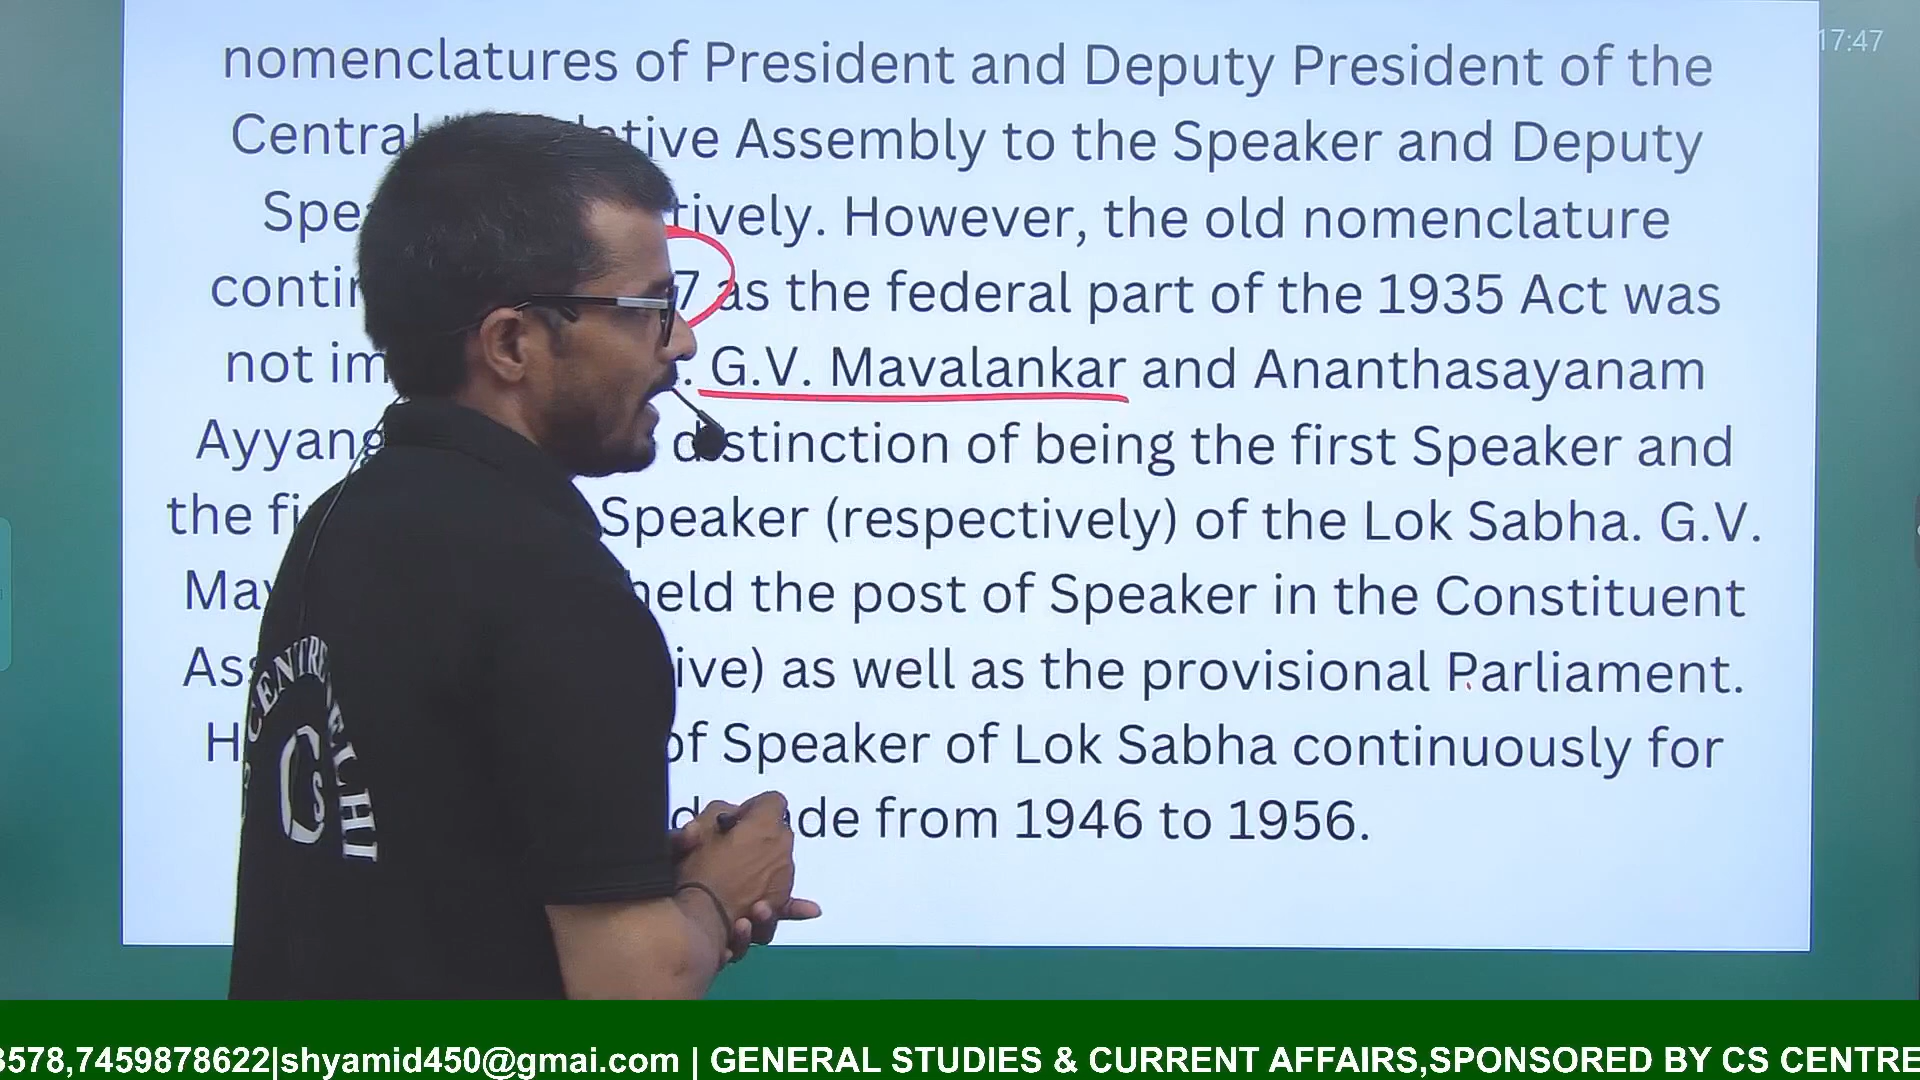 17:47
nomenclatures of President and Deputy President of the
Central tive Assembly to the Speaker and Deputy
Spe tively. However, the old nomenclature
contin 7 as the federal part of the 1935 Act was
not im . G.V. Mavalankar and Ananthasayanam
Ayyang distinction of being the first Speaker and
the fi Speaker (respectively) of the Lok Sabha. G.V.
Mav held the post of Speaker in the Constituent
Ass ive) as well as the provisional Parliament.
H of Speaker of Lok Sabha continuously for
de from 1946 to 1956.
CENTRE DELHI
Cs
3578,7459878622|shyamid450@gmai.com | GENERAL STUDIES & CURRENT AFFAIRS,SPONSORED BY CS CENTRE